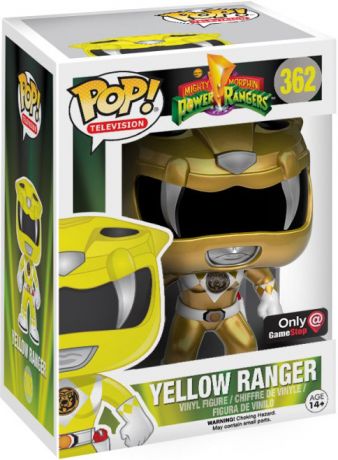 POP!
TELEVISION
MIGHTY MORPHIN
POWER RANGERS
362
YELLOW RANGER
Only @
GameStop
YELLOW RANGER
VINYL FIGURE / CHIFFRE DE VINYLE /
FIGURA DE VINILO
WARNING: Choking Hazard.
May contain small parts.
AGE
14+